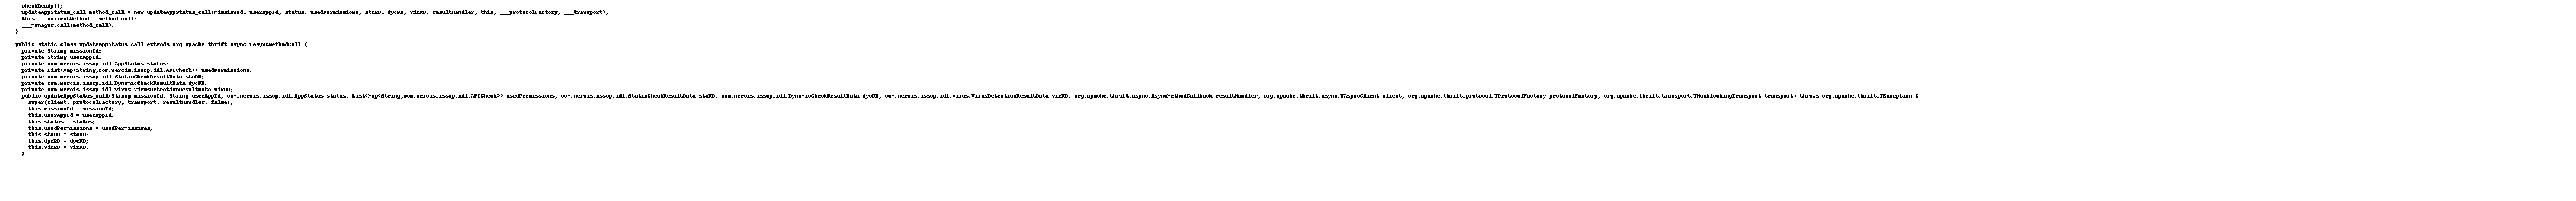 checkReady();
updateAppStatus_call method_call = new updateAppStatus_call(missionId, userAppId, status, usedPermissions, stcRD, dycRD, virRD, resultHandler, this, ___protocolFactory, ___transport);
this.___currentMethod = method_call;
___manager.call(method_call);
}
public static class updateAppStatus_call extends org.apache.thrift.async.TAsyncMethodCall {
private String missionId;
private String userAppId;
private com.nercis.isscp.idl.AppStatus status;
private List<Map<String,com.nercis.isscp.idl.APICheck>> usedPermissions;
private com.nercis.isscp.idl.StaticCheckResultData stcRD;
private com.nercis.isscp.idl.DynamicCheckResultData dycRD;
private com.nercis.isscp.idl.virus.VirusDetectionResultData virRD;
public updateAppStatus_call(String missionId, String userAppId, com.nercis.isscp.idl.AppStatus status, List<Map<String,com.nercis.isscp.idl.APICheck>> usedPermissions, com.nercis.isscp.idl.StaticCheckResultData stcRD, com.nercis.isscp.idl.DynamicCheckResultData dycRD, com.nercis.isscp.idl.virus.VirusDetectionResultData virRD, org.apache.thrift.async.AsyncMethodCallback resultHandler, org.apache.thrift.async.TAsyncClient client, org.apache.thrift.protocol.TProtocolFactory protocolFactory, org.apache.thrift.transport.TNonblockingTransport transport) throws org.apache.thrift.TException {
super(client, protocolFactory, transport, resultHandler, false);
this.missionId = missionId;
this.userAppId = userAppId;
this.status = status;
this.usedPermissions = usedPermissions;
this.stcRD = stcRD;
this.dycRD = dycRD;
this.virRD = virRD;
}